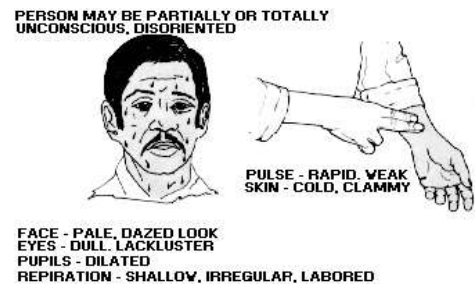 PERSON MAY BE PARTIALLY OR TOTALLY
UNCONSCIOUS, DISORIENTED
PULSE - RAPID. WEAK
SKIN - COLD, CLAMMY
FACE - PALE, DAZED LOOK
EYES - DULL. LACKLUSTER
PUPILS - DILATED
REPIRATION - SHALLOW, IRREGULAR, LABORED